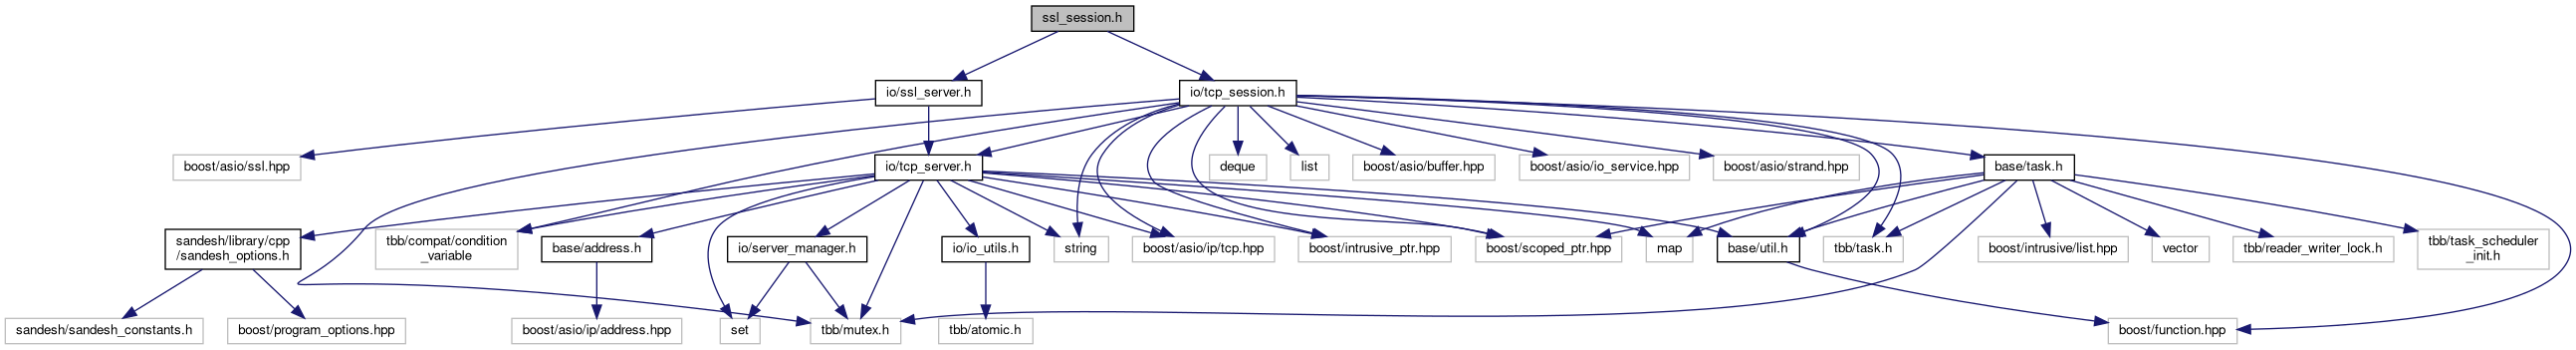 ssl_session.h
io/ssl_server.h
io/tcp_session.h
boost/asio/ssl.hpp
io/tcp_server.h
deque
list
boost/asio/buffer.hpp
boost/asio/io_service.hpp
boost/asio/strand.hpp
base/task.h
sandesh/library/cpp
/sandesh_options.h
tbb/compat/condition
_variable
base/address.h
io/server_manager.h
io/io_utils.h
string
boost/asio/ip/tcp.hpp
boost/intrusive_ptr.hpp
boost/scoped_ptr.hpp
map
base/util.h
tbb/task.h
boost/intrusive/list.hpp
vector
tbb/reader_writer_lock.h
tbb/task_scheduler
_init.h
sandesh/sandesh_constants.h
boost/program_options.hpp
boost/asio/ip/address.hpp
set
tbb/mutex.h
tbb/atomic.h
boost/function.hpp